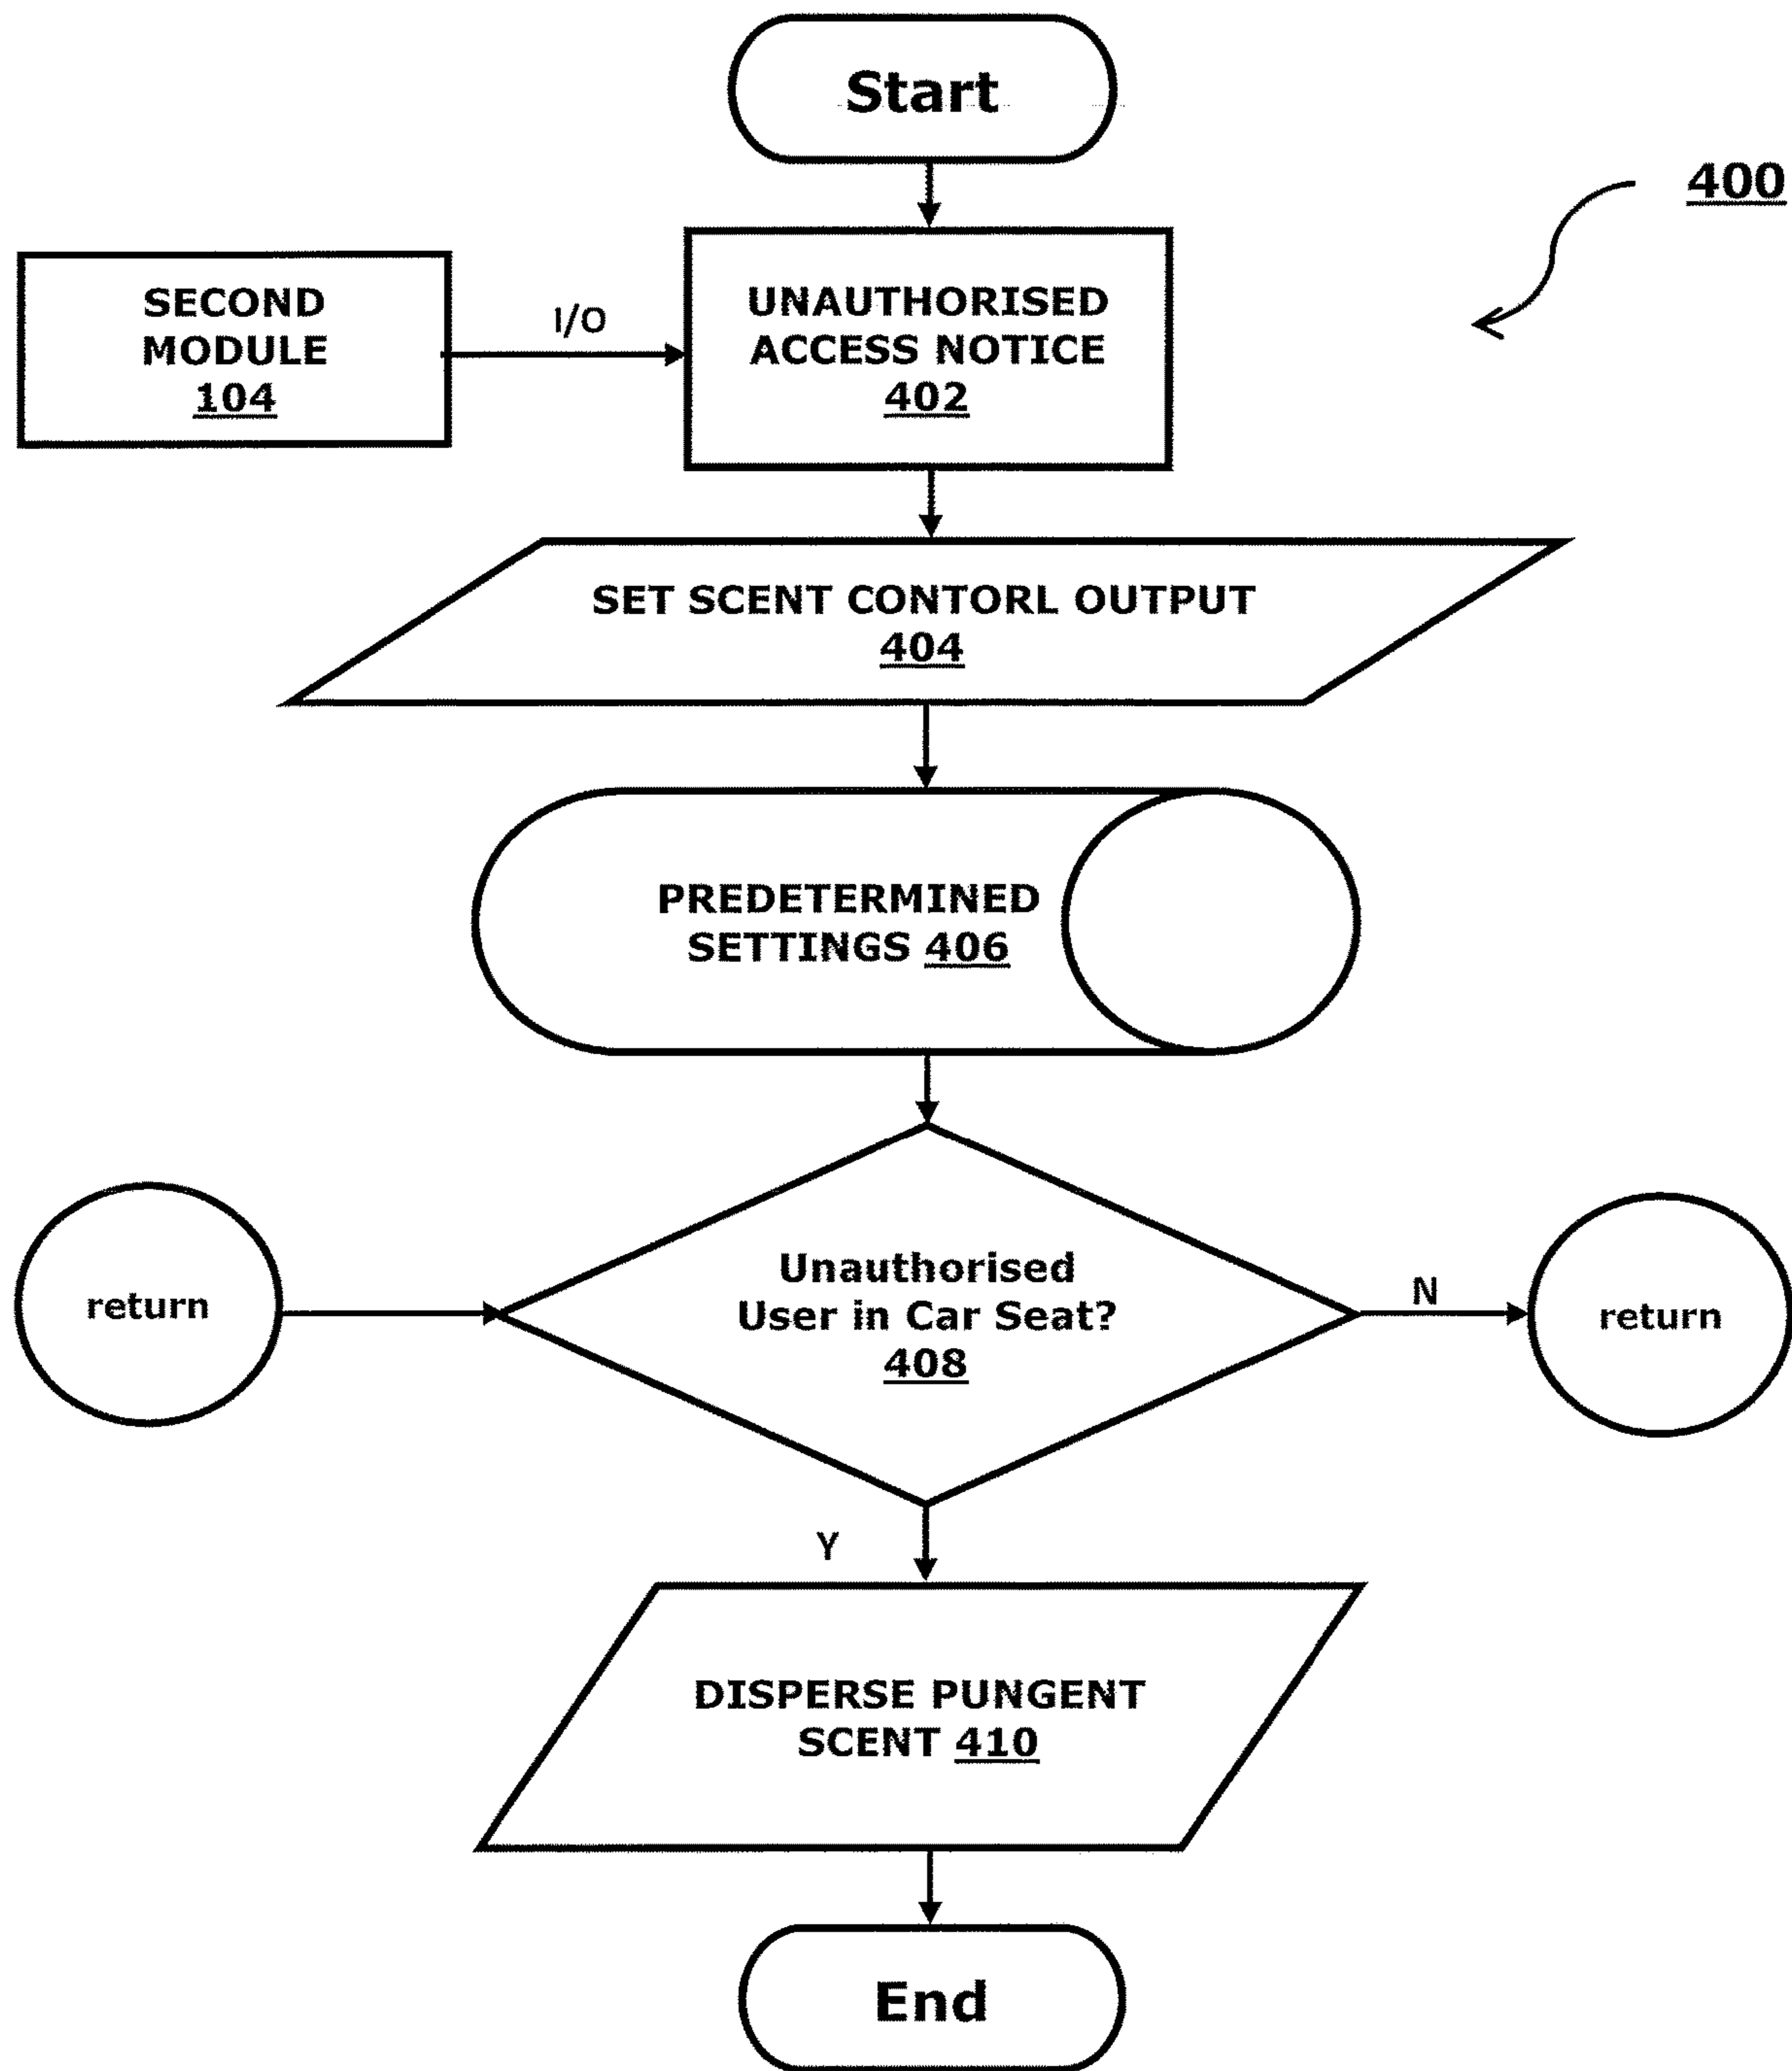 Start
400
SECOND
MODULE
104
I/O
UNAUTHORISED
ACCESS NOTICE
402
SET SCENT CONTORL OUTPUT
404
PREDETERMINED
SETTINGS 406
return
Unauthorised
User in Car Seat?
408
N
return
Y
DISPERSE PUNGENT
SCENT 410
End